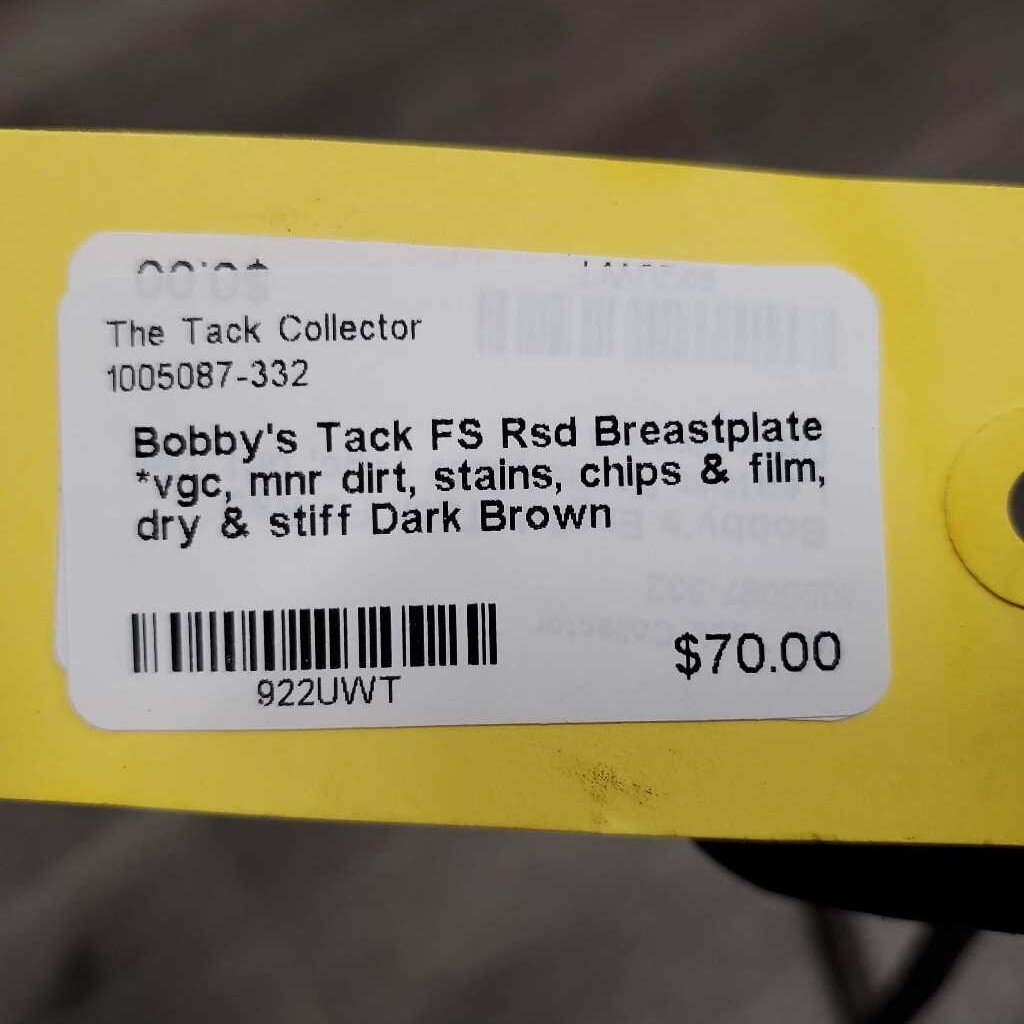 The Tack Collector
1005087-332
Bobby's Tack FS Rsd Breastplate
*vgc, mnr dirt, stains, chips & film,
dry & stiff Dark Brown
922UWT
$70.00